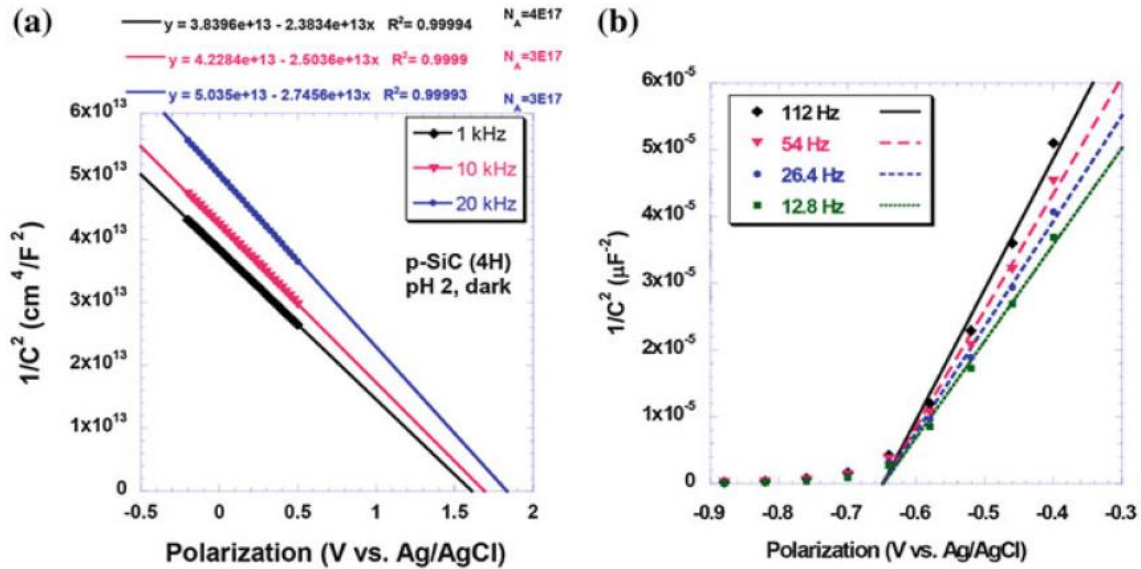 (a)
y = 3.8396e+13 - 2.3834e+13x R²= 0.99994 N_A=4E17
y = 4.2284e+13 - 2.5036e+13x R²= 0.9999 N_A=3E17
y = 5.035e+13 - 2.7456e+13x R²= 0.99993 N_A=3E17
6x10¹³
5x10¹³
4x10¹³
3x10¹³
2x10¹³
1x10¹³
0
1/C² (cm⁴/F²)
1 kHz
10 kHz
20 kHz
p-SiC (4H)
pH 2, dark
-0.5 0 0.5 1 1.5 2
Polarization (V vs. Ag/AgCl)
(b)
6x10⁻⁵
5x10⁻⁵
4x10⁻⁵
3x10⁻⁵
2x10⁻⁵
1x10⁻⁵
0
1/C² (µF⁻²)
112 Hz
54 Hz
26.4 Hz
12.8 Hz
-0.9 -0.8 -0.7 -0.6 -0.5 -0.4 -0.3
Polarization (V vs. Ag/AgCl)